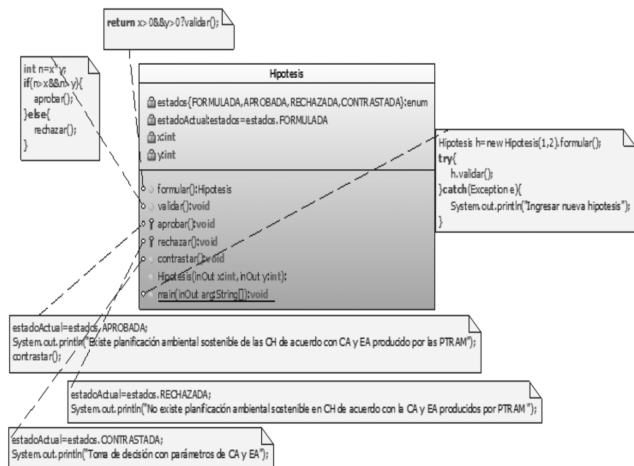 return x>0&&y>0?validar();
int n=x*y;
if(n>x&&n>y){
aprobar();
}else{
rechazar();
}
Hipotesis
estados{FORMULADA,APROBADA,RECHAZADA,CONTRASTADA}:enum
estadoActual:estados=estados.FORMULADA
x:int
y:int
formular():Hipotesis
validar():void
aprobar():void
rechazar():void
contrastar():void
Hipotesis(inOut x:int,inOut y:int):
main(inOut arg:String[]):void
Hipotesis h=new Hipotesis(1,2).formular();
try{
h.validar();
}catch(Exception e){
System.out.println("Ingresar nueva hipotesis");
}
estadoActual=estados.APROBADA;
System.out.println("Existe planificación ambiental sostenible de las CH de acuerdo con CA y EA producido por las PTRAM");
contrastar();
estadoActual=estados.RECHAZADA;
System.out.println("No existe planificación ambiental sostenible en CH de acuerdo con la CA y EA producidos por PTRAM ");
estadoActual=estados.CONTRASTADA;
System.out.println("Toma de decisión con parámetros de CA y EA");